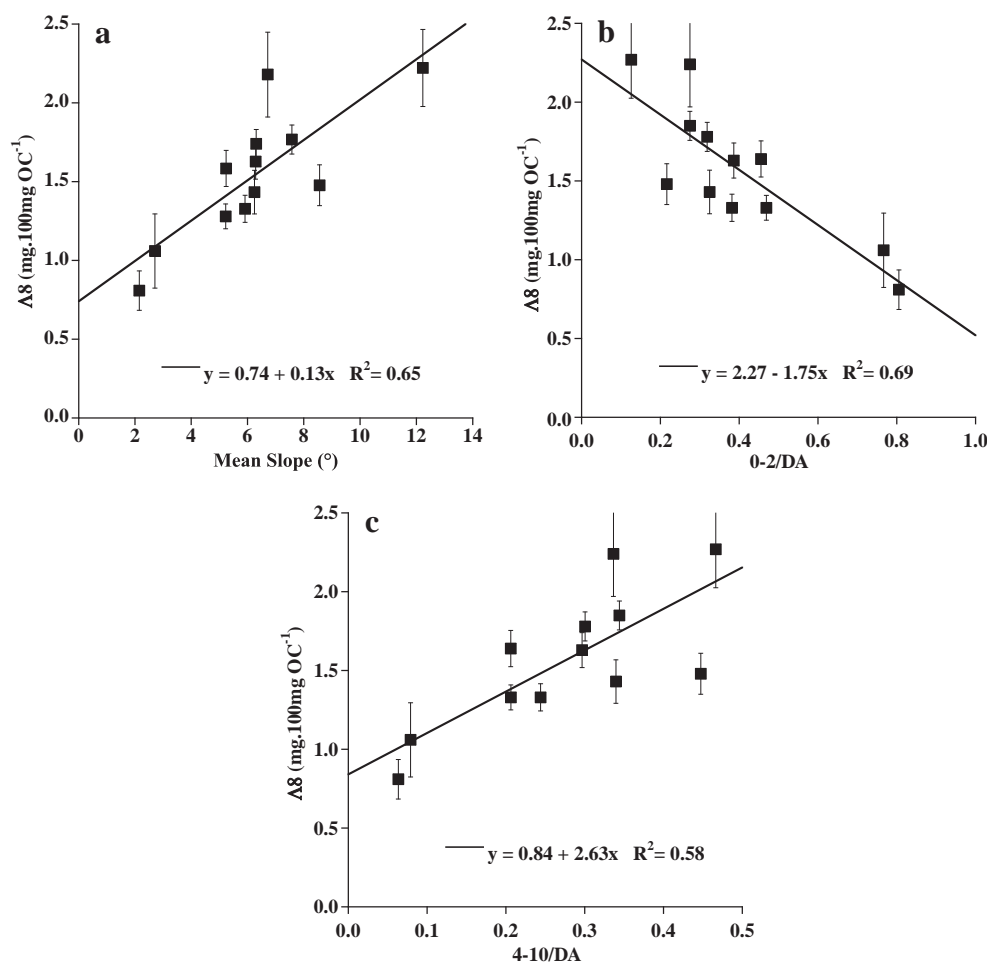 a
2.5
2.0
1.5
1.0
0.5
0.0
Λ8 (mg.100mg OC⁻¹)
y = 0.74 + 0.13x R²= 0.65
0 2 4 6 8 10 12 14
Mean Slope (°)
b
2.5
2.0
1.5
1.0
0.5
0.0
Λ8 (mg.100mg OC⁻¹)
y = 2.27 - 1.75x R²= 0.69
0.0 0.2 0.4 0.6 0.8 1.0
0-2/DA
c
2.5
2.0
1.5
1.0
0.5
0.0
Λ8 (mg.100mg OC⁻¹)
y = 0.84 + 2.63x R²= 0.58
0.0 0.1 0.2 0.3 0.4 0.5
4-10/DA